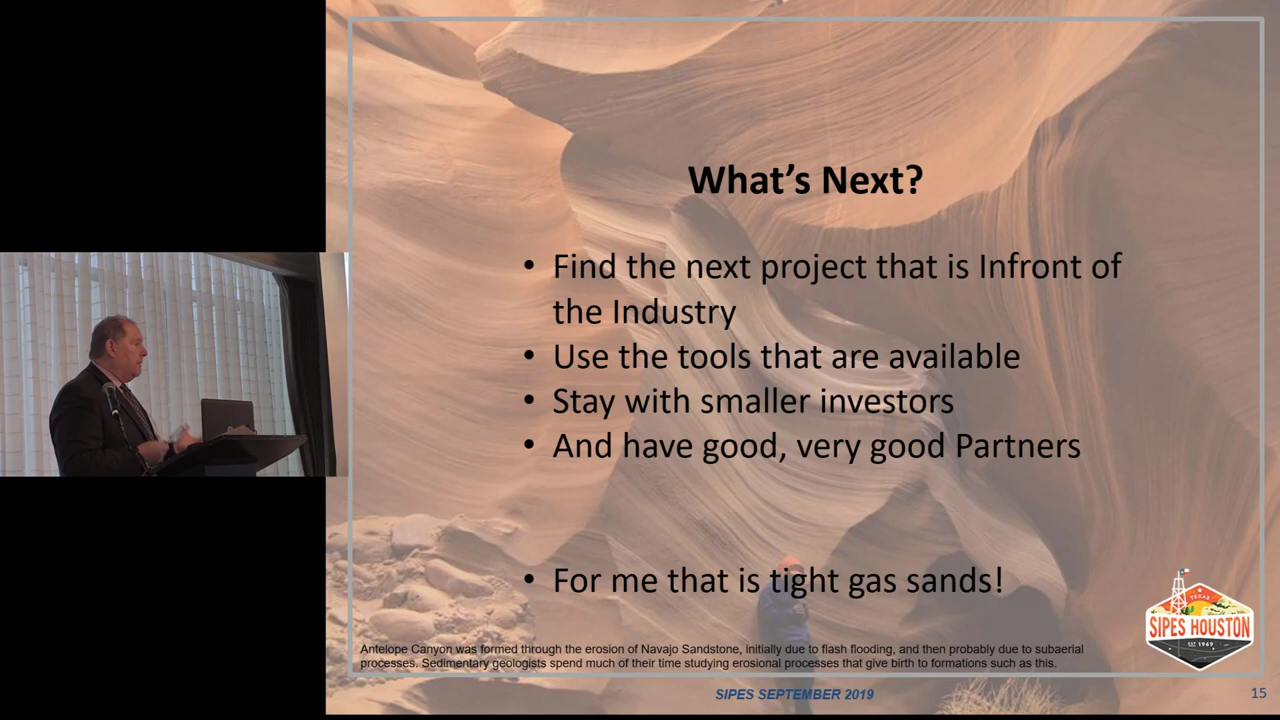 What's Next?
• Find the next project that is Infront of
the Industry
• Use the tools that are available
• Stay with smaller investors
• And have good, very good Partners
• For me that is tight gas sands!
TEXAS
SIPES HOUSTON
EST 1963
Antelope Canyon was formed through the erosion of Navajo Sandstone, initially due to flash flooding, and then probably due to subaerial
processes. Sedimentary geologists spend much of their time studying erosional processes that give birth to formations such as this.
SIPES SEPTEMBER 2019
15